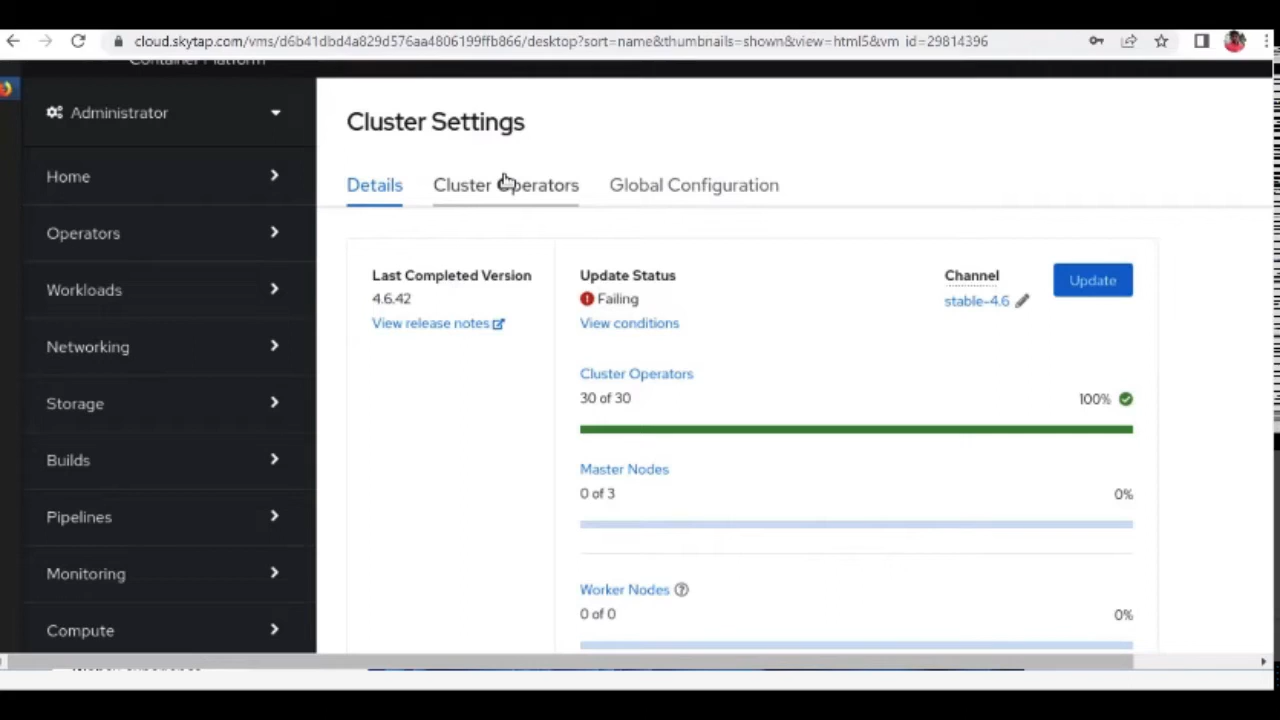 cloud.skytap.com/vms/d6b41dbd4a829d576aa4806199ffb866/desktop?sort=name&thumbnails=shown&view=html5&vm_id=29814396
Container Platform
Administrator
Home
Operators
Workloads
Networking
Storage
Builds
Pipelines
Monitoring
Compute
Cluster Settings
Details Cluster Operators Global Configuration
Last Completed Version
4.6.42
View release notes
Update Status
Failing
View conditions
Channel
stable-4.6
Update
Cluster Operators
30 of 30 100%
Master Nodes
0 of 3 0%
Worker Nodes
0 of 0 0%